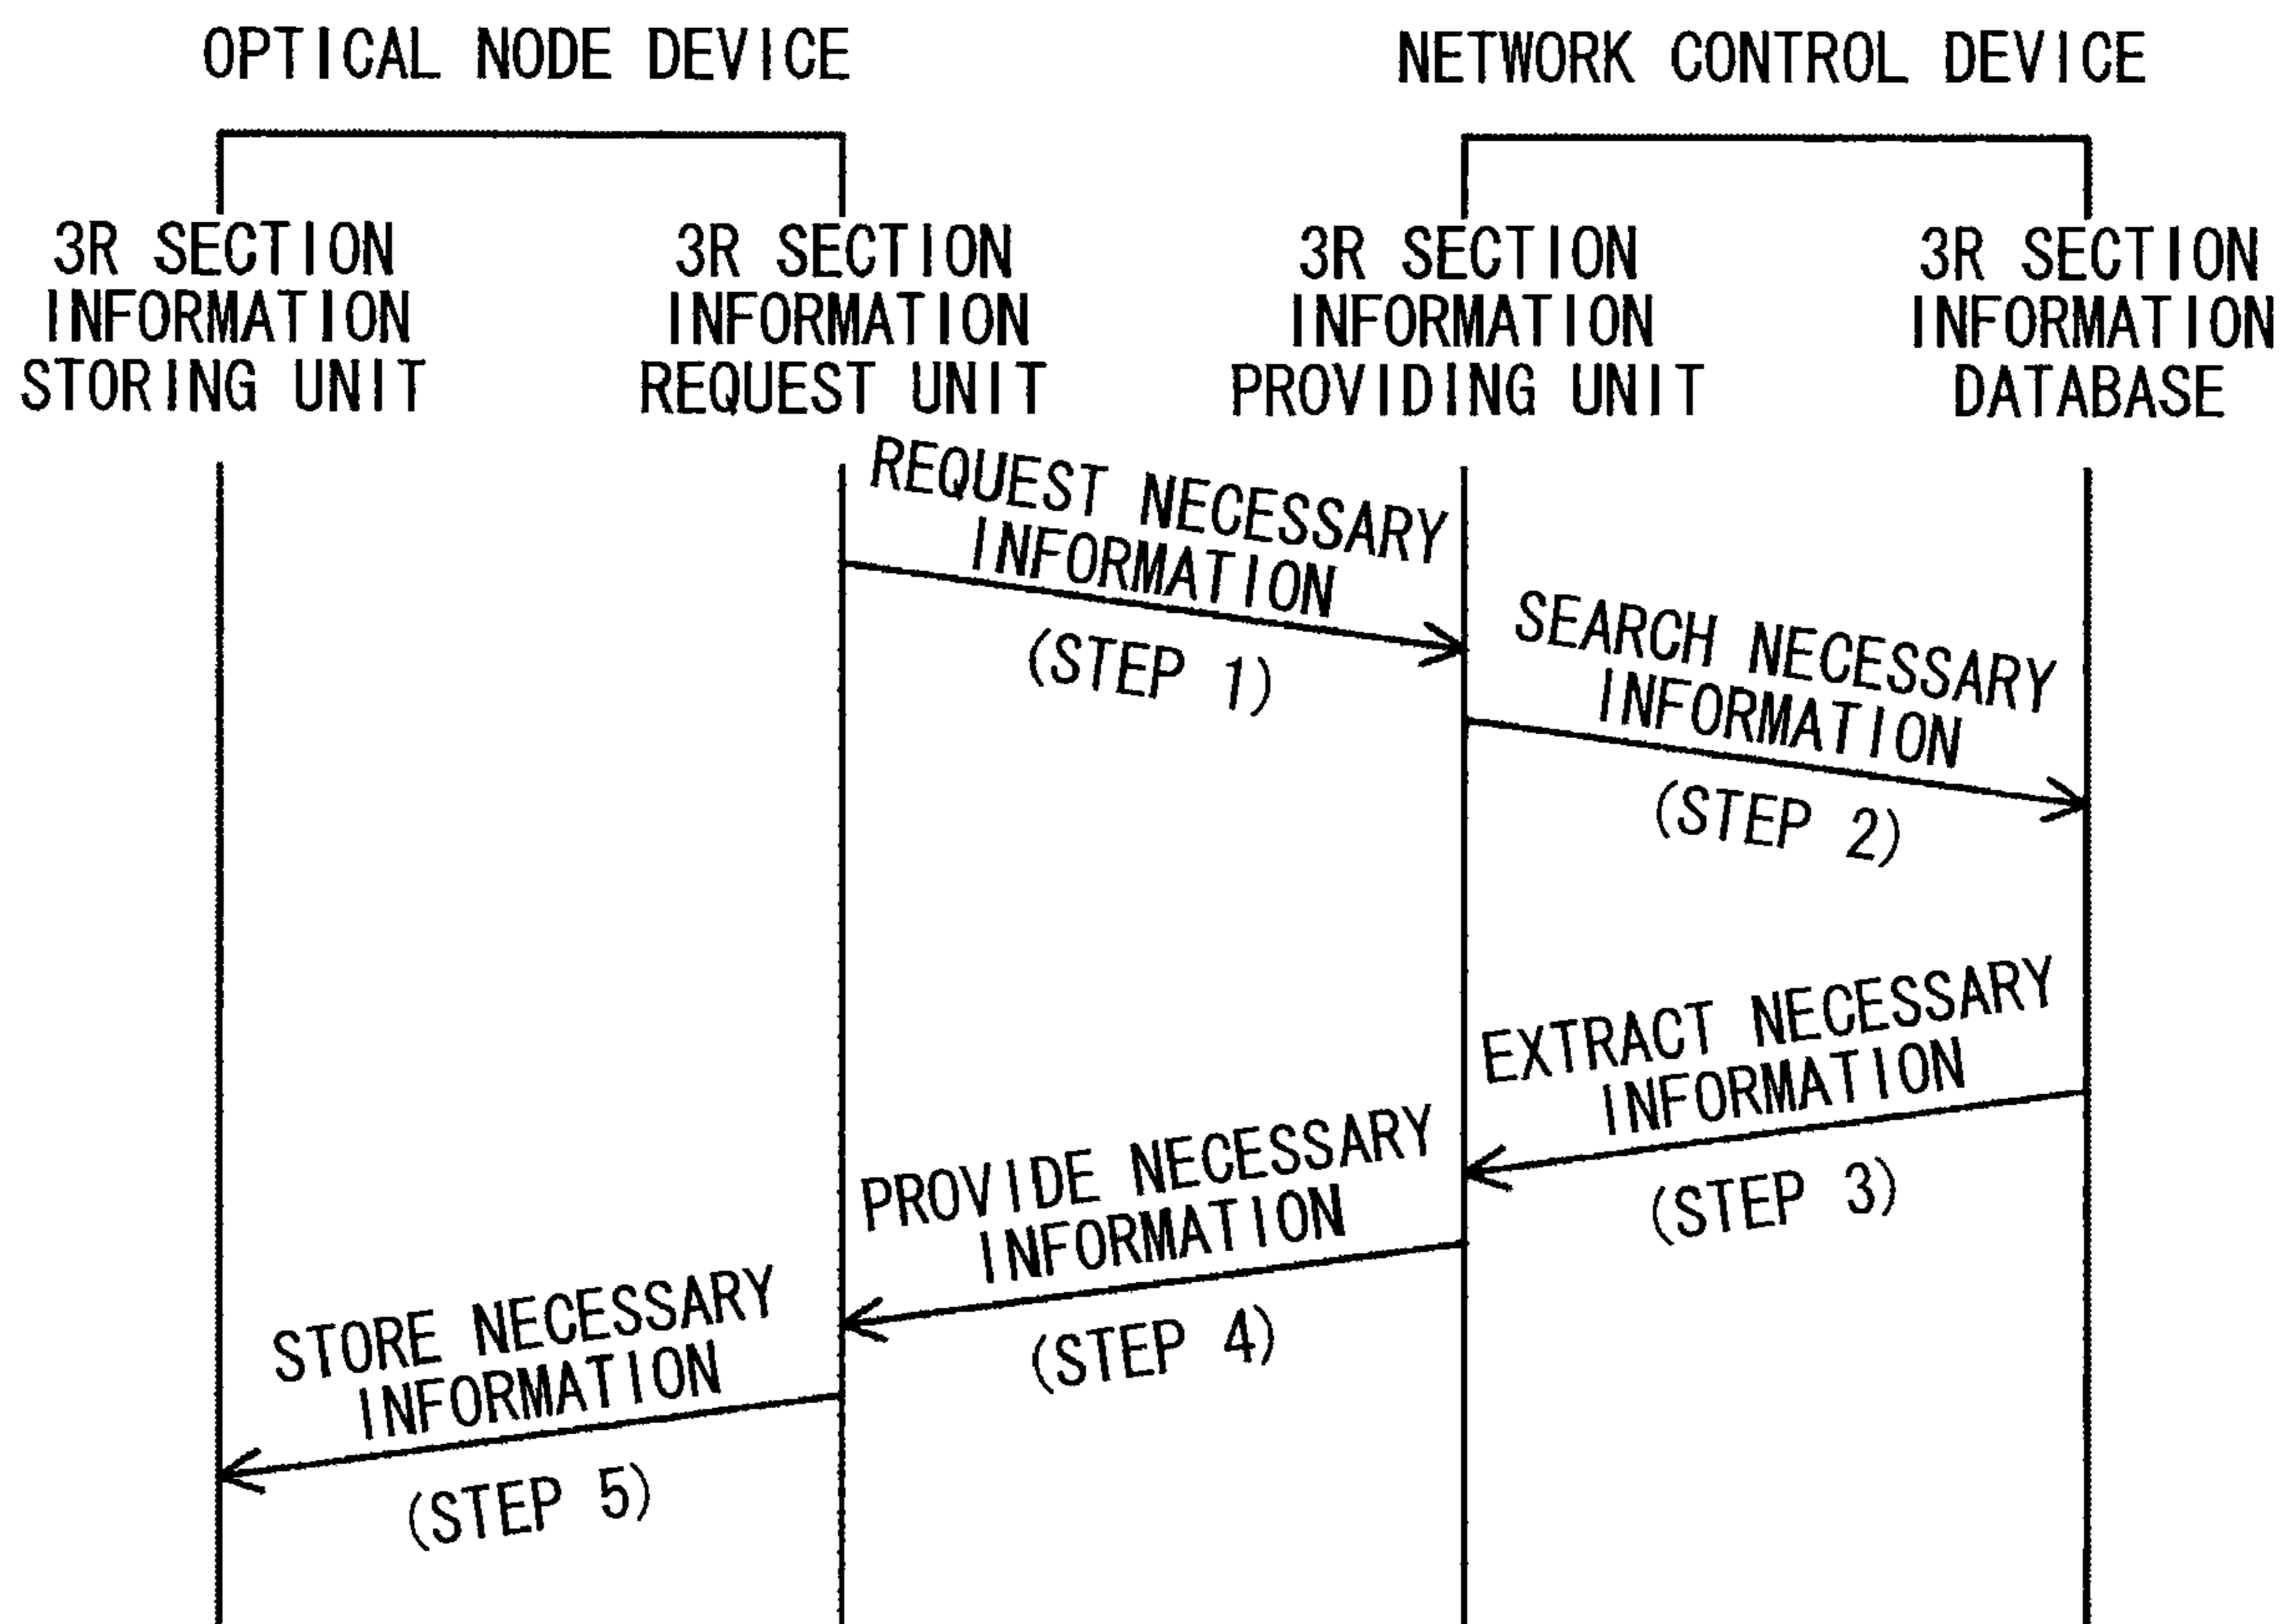 OPTICAL NODE DEVICE
NETWORK CONTROL DEVICE
3R SECTION
INFORMATION
STORING UNIT
3R SECTION
INFORMATION
REQUEST UNIT
3R SECTION
INFORMATION
PROVIDING UNIT
3R SECTION
INFORMATION
DATABASE
REQUEST NECESSARY
INFORMATION
(STEP 1)
SEARCH NECESSARY
INFORMATION
(STEP 2)
EXTRACT NECESSARY
INFORMATION
(STEP 3)
PROVIDE NECESSARY
INFORMATION
(STEP 4)
STORE NECESSARY
INFORMATION
(STEP 5)